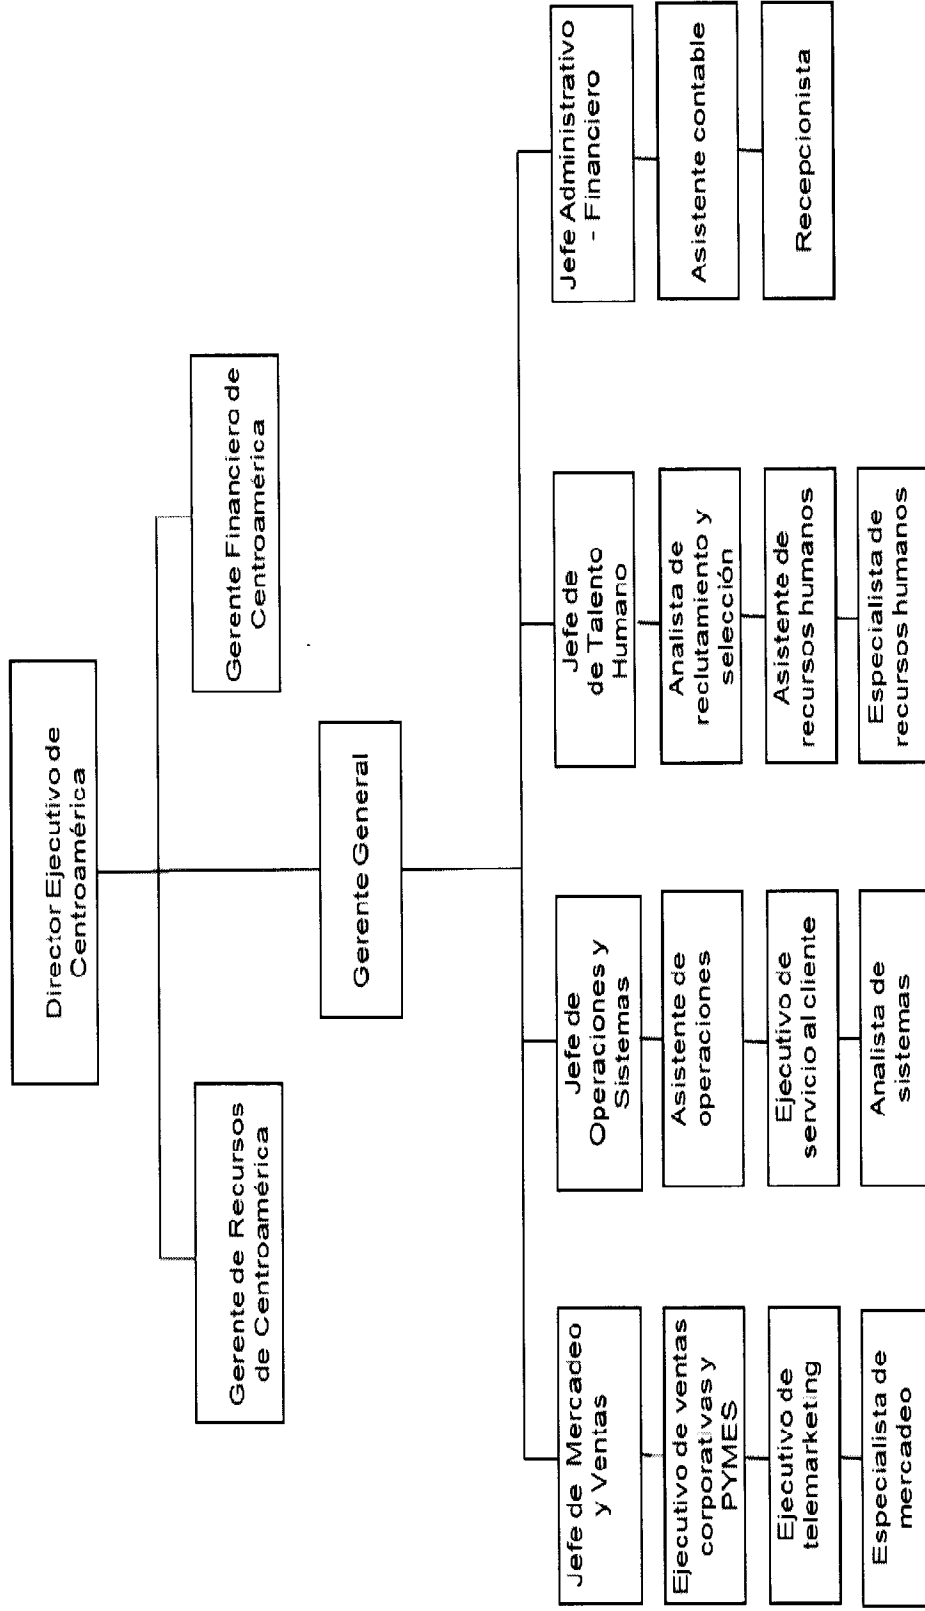 Director Ejecutivo de
Centroamérica
Gerente de Recursos
de Centroamérica
Gerente Financiero de
Centroamérica
Gerente General
Jefe de Mercadeo
y Ventas
Ejecutivo de ventas
corporativas y
PYMES
Ejecutivo de
telemarketing
Especialista de
mercadeo
Jefe de
Operaciones y
Sistemas
Asistente de
operaciones
Ejecutivo de
servicio al cliente
Analista de
sistemas
Jefe de
de Talento
Humano
Analista de
reclutamiento y
selección
Asistente de
recursos humanos
Especialista de
recursos humanos
Jefe Administrativo
- Financiero
Asistente contable
Recepcionista